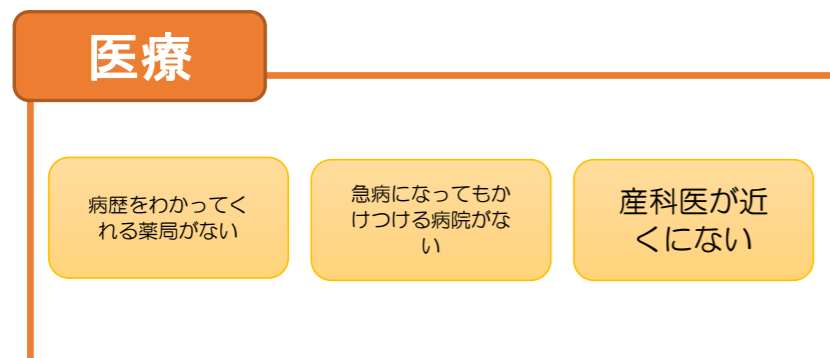 医療
病歴をわかってく
れる薬局がない
急病になってもか
けつける病院がな
い
産科医が近
くにない